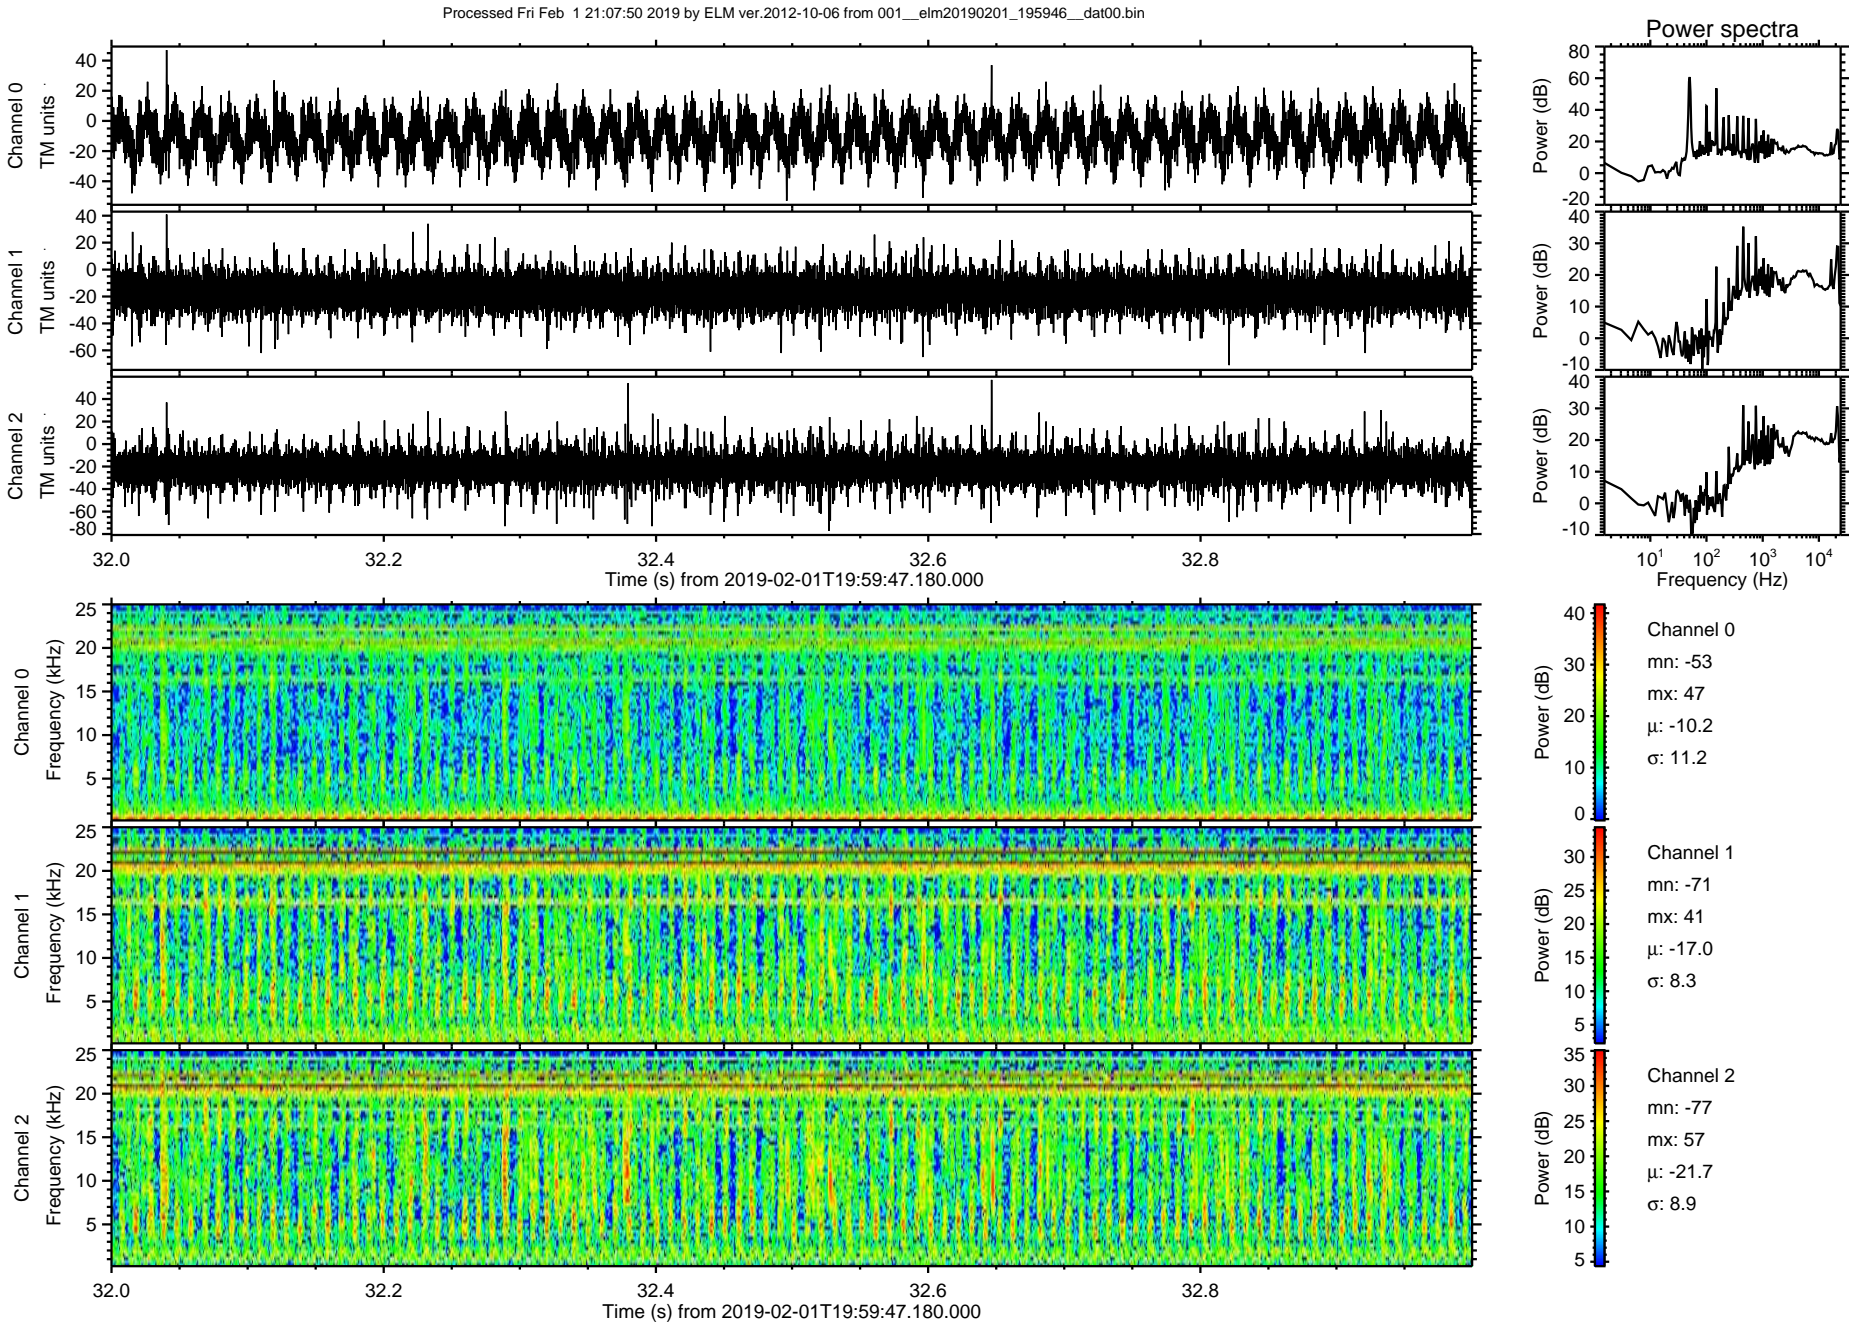 Processed Fri Feb  1 21:07:50 2019 by ELM ver.2012-10-06 from 001__elm20190201_195946__dat00.bin
Power spectra
Channel 0
TM units
40
20
0
-20
-40
Power (dB)
80
60
40
20
0
-20
Channel 1
TM units
40
20
0
-20
-40
-60
Power (dB)
40
30
20
10
0
-10
Channel 2
TM units
40
20
0
-20
-40
-60
-80
Power (dB)
40
30
20
10
0
-10
32.0 32.2 32.4 32.6 32.8
Time (s) from 2019-02-01T19:59:47.180.000
10^1 10^2 10^3 10^4
Frequency (Hz)
Channel 0
Frequency (kHz)
25
20
15
10
5
Power (dB)
40
30
20
10
0
Channel 0
mn: -53
mx: 47
µ: -10.2
σ: 11.2
Channel 1
Frequency (kHz)
25
20
15
10
5
Power (dB)
30
25
20
15
10
5
Channel 1
mn: -71
mx: 41
µ: -17.0
σ: 8.3
Channel 2
Frequency (kHz)
25
20
15
10
5
Power (dB)
35
30
25
20
15
10
5
Channel 2
mn: -77
mx: 57
µ: -21.7
σ: 8.9
32.0 32.2 32.4 32.6 32.8
Time (s) from 2019-02-01T19:59:47.180.000